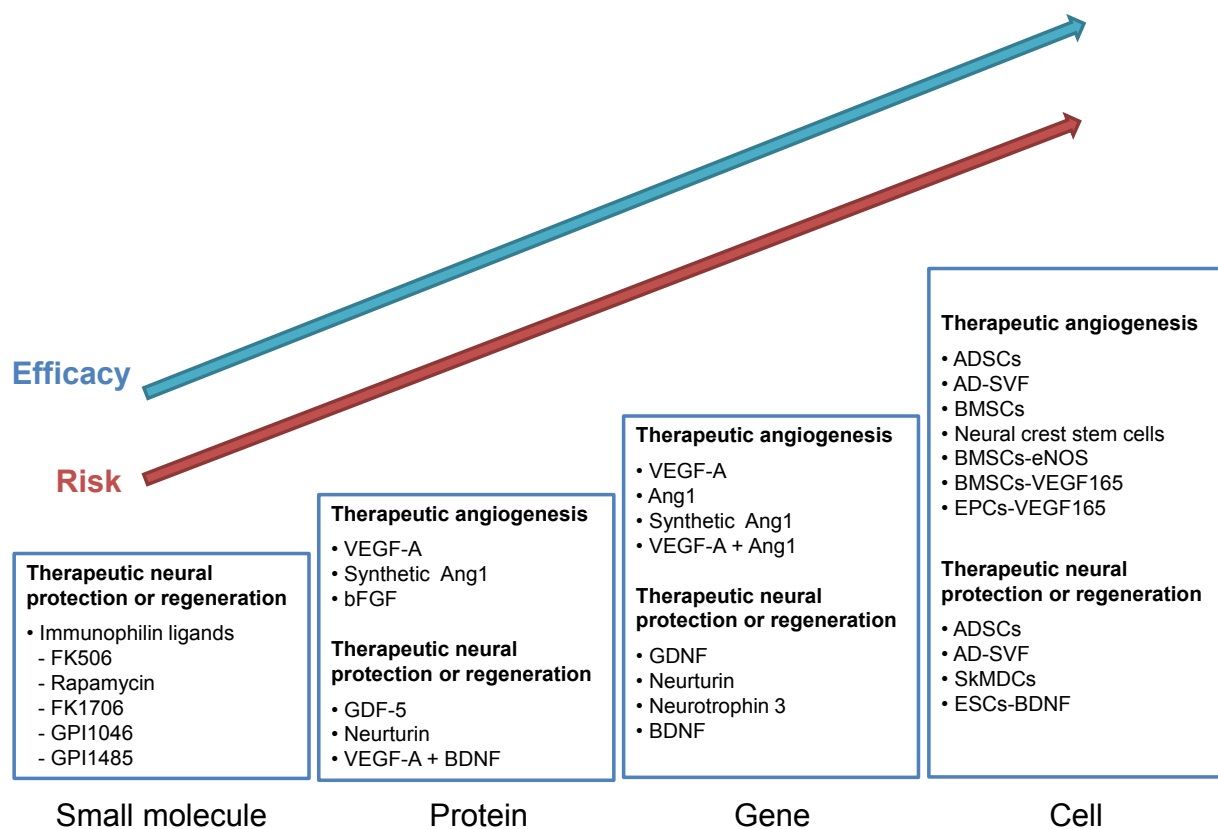 Efficacy
Risk
Therapeutic neural
protection or regeneration
• Immunophilin ligands
- FK506
- Rapamycin
- FK1706
- GPI1046
- GPI1485
Small molecule
Therapeutic angiogenesis
• VEGF-A
• Synthetic Ang1
• bFGF
Therapeutic neural
protection or regeneration
• GDF-5
• Neurturin
• VEGF-A + BDNF
Protein
Therapeutic angiogenesis
• VEGF-A
• Ang1
• Synthetic Ang1
• VEGF-A + Ang1
Therapeutic neural
protection or regeneration
• GDNF
• Neurturin
• Neurotrophin 3
• BDNF
Gene
Therapeutic angiogenesis
• ADSCs
• AD-SVF
• BMSCs
• Neural crest stem cells
• BMSCs-eNOS
• BMSCs-VEGF165
• EPCs-VEGF165
Therapeutic neural
protection or regeneration
• ADSCs
• AD-SVF
• SkMDCs
• ESCs-BDNF
Cell